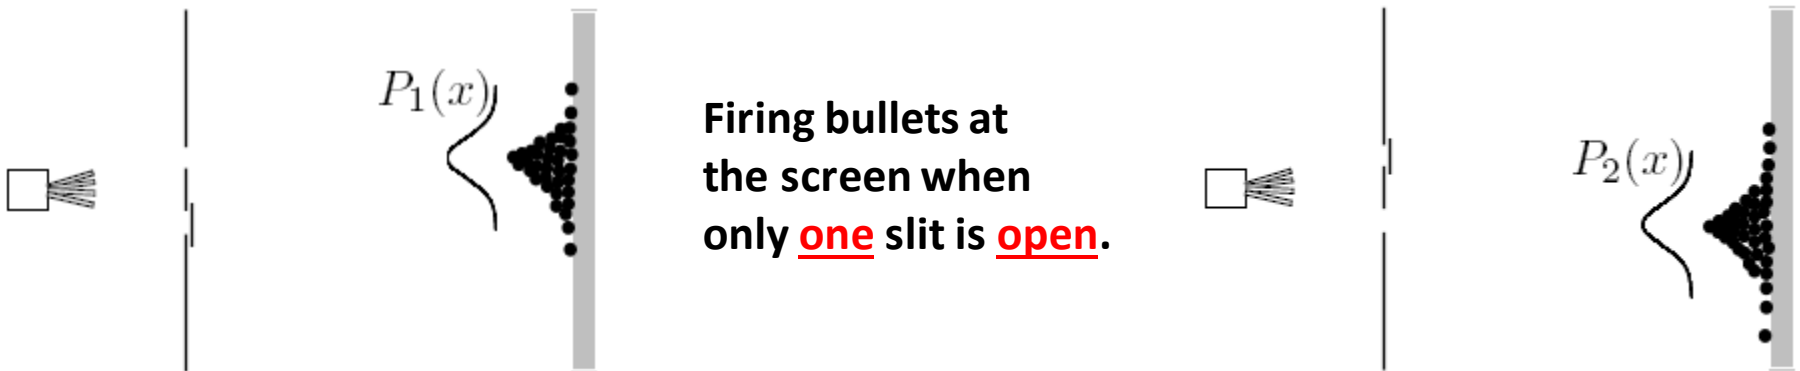 P₁(x)
Firing bullets at
the screen when
only one slit is open.
P₂(x)